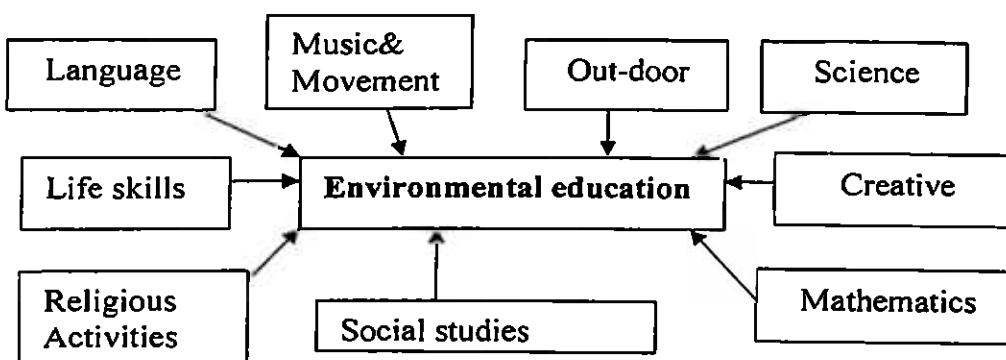 Language
Music&
Movement
Out-door
Science
Life skills
Environmental education
Creative
Religious
Activities
Social studies
Mathematics